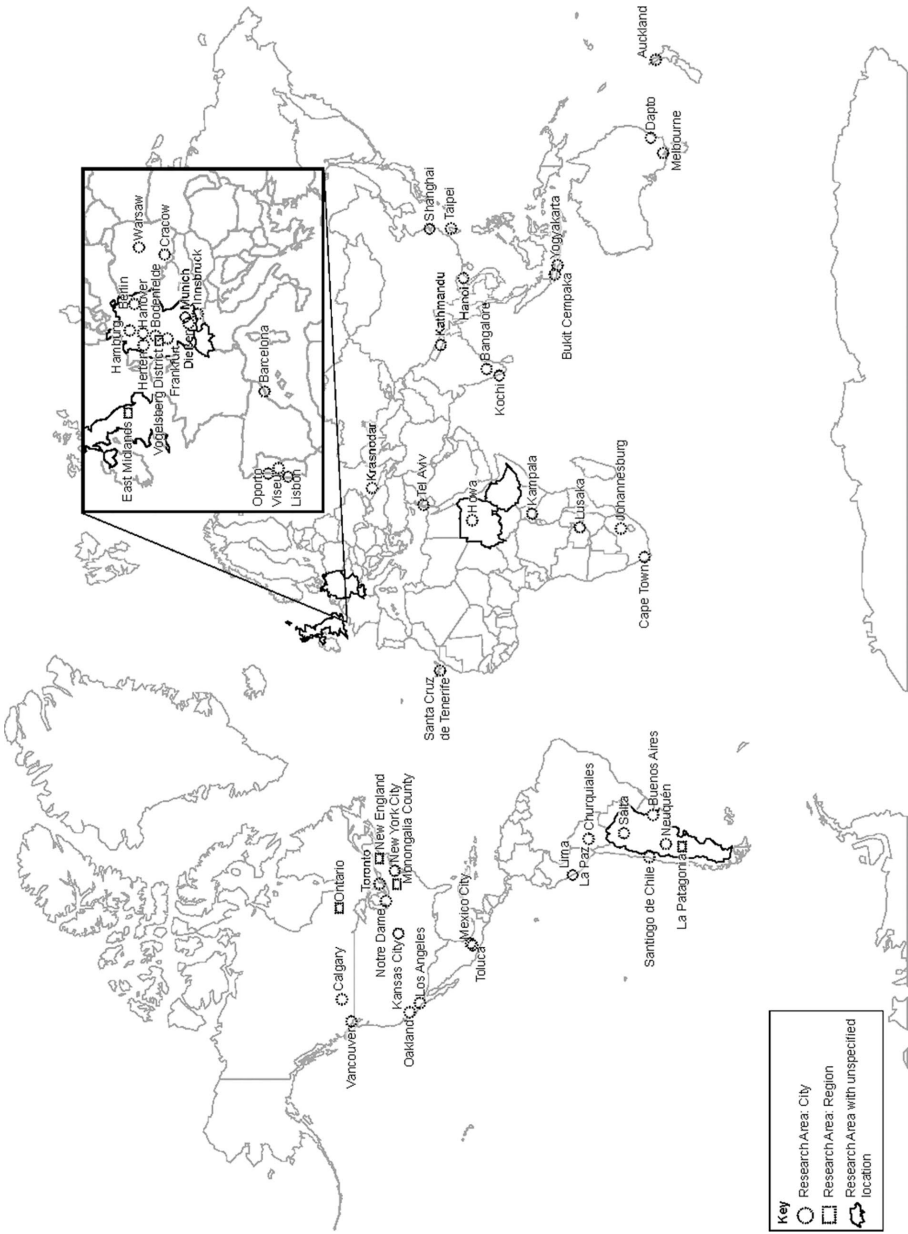 Hamburg
Berlin
Hanover
Herten
Bodenfelde
Vogelsberg District
Frankfurt
Munich
Innsbruck
Warsaw
Cracow
East Midlands
Barcelona
Oporto
Viseu
Lisbon
Krasnodar
Tel Aviv
Howa
Kampala
Lusaka
Johannesburg
Cape Town
Santa Cruz
de Tenerife
Shanghai
Taipei
Kathmandu
Hanoi
Bangalore
Kochi
Bukit Cempaka
Yogyakarta
Dapto
Melbourne
Auckland
Vancouver
Calgary
Ontario
Toronto
New England
New York City
Monongalia County
Notre Dame
Kansas City
Oakland
Los Angeles
Mexico City
Toluca
Lima
La Paz
Churquiales
Salta
Buenos Aires
Neuquén
Santiogo de Chile
La Patagonia
Key
Research Area: City
Research Area: Region
Research Area with unspecified
location